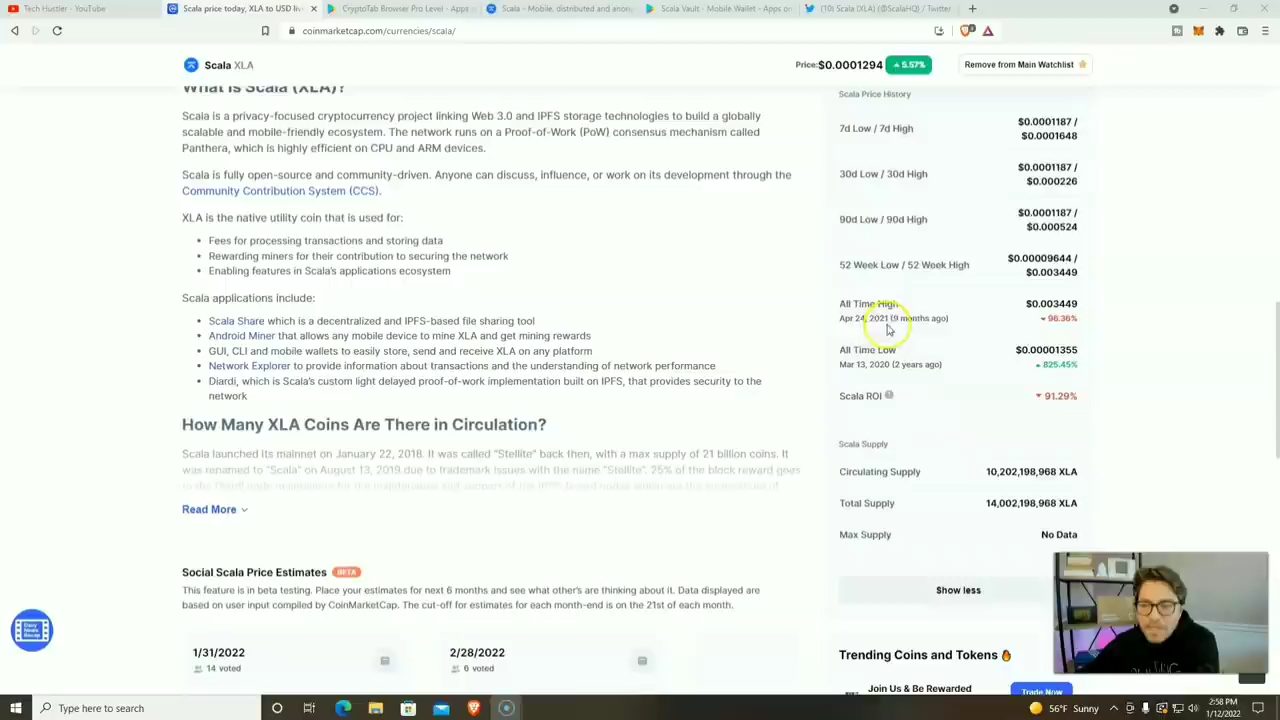 Tech Hustler - YouTube
Scala price today, XLA to USD live
CryptoTab Browser Pro Level - Apps o
Scala - Mobile, distributed and anon
Scala Vault - Mobile Wallet - Apps on
(10) Scala (XLA) (@ScalaHQ) / Twitter
coinmarketcap.com/currencies/scala/
Scala XLA
Price: $0.0001294
5.57%
Remove from Main Watchlist
What Is Scala (XLA)?
Scala is a privacy-focused cryptocurrency project linking Web 3.0 and IPFS storage technologies to build a globally
scalable and mobile-friendly ecosystem. The network runs on a Proof-of-Work (PoW) consensus mechanism called
Panthera, which is highly efficient on CPU and ARM devices.
Scala is fully open-source and community-driven. Anyone can discuss, influence, or work on its development through the
Community Contribution System (CCS).
XLA is the native utility coin that is used for:
• Fees for processing transactions and storing data
• Rewarding miners for their contribution to securing the network
• Enabling features in Scala's applications ecosystem
Scala applications include:
• Scala Share which is a decentralized and IPFS-based file sharing tool
• Android Miner that allows any mobile device to mine XLA and get mining rewards
• GUI, CLI and mobile wallets to easily store, send and receive XLA on any platform
• Network Explorer to provide information about transactions and the understanding of network performance
• Diardi, which is Scala's custom light delayed proof-of-work implementation built on IPFS, that provides security to the
network
How Many XLA Coins Are There in Circulation?
Scala launched its mainnet on January 22, 2018. It was called "Stellite" back then, with a max supply of 21 billion coins. It
was renamed to "Scala" on August 13, 2019 due to trademark issues with the name "Stellite". 25% of the block reward goes
Read More
Social Scala Price Estimates BETA
This feature is in beta testing. Place your estimates for next 6 months and see what other's are thinking about it. Data displayed are
based on user input compiled by CoinMarketCap. The cut-off for estimates for each month-end is on the 21st of each month.
1/31/2022
14 voted
2/28/2022
6 voted
Scala Price History
7d Low / 7d High
$0.0001187 /
$0.0001648
30d Low / 30d High
$0.0001187 /
$0.000226
90d Low / 90d High
$0.0001187 /
$0.000524
52 Week Low / 52 Week High
$0.00009644 /
$0.003449
All Time High
$0.003449
Apr 24, 2021 (9 months ago)
96.36%
All Time Low
$0.00001355
Mar 13, 2020 (2 years ago)
825.45%
Scala ROI
91.29%
Scala Supply
Circulating Supply
10,202,198,968 XLA
Total Supply
14,002,198,968 XLA
Max Supply
No Data
Show less
Trending Coins and Tokens
Join Us & Be Rewarded
Trade Now
Type here to search
56°F Sunny
2:58 PM
1/12/2022